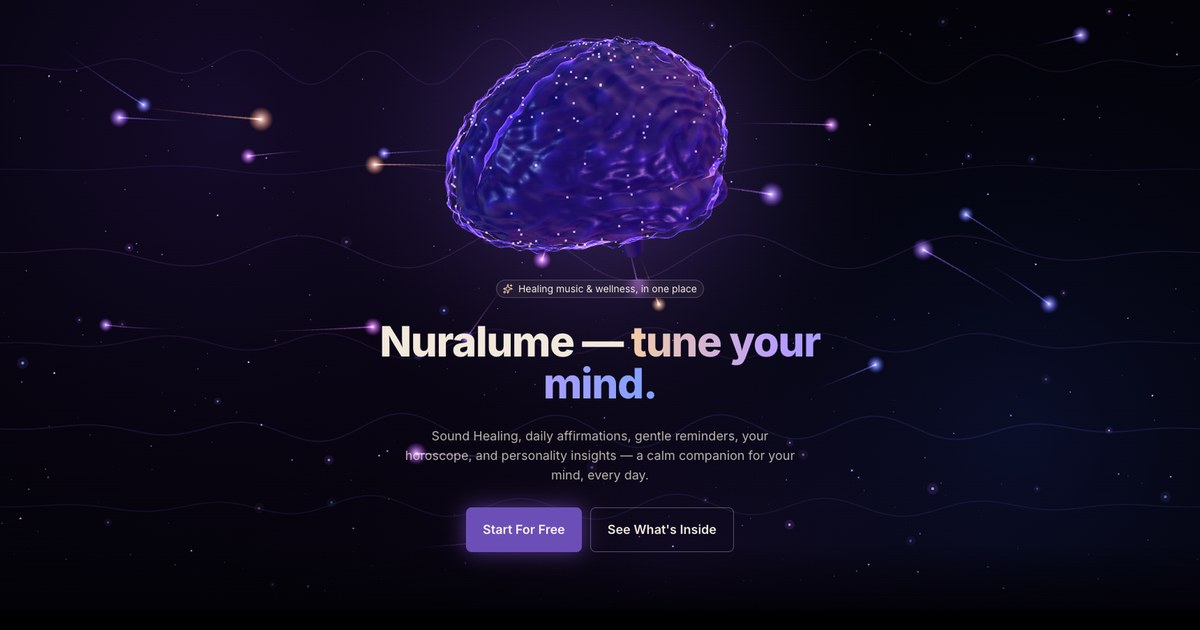 Healing music & wellness, in one place
Nuralume — tune your
mind.
Sound Healing, daily affirmations, gentle reminders, your
horoscope, and personality insights — a calm companion for your
mind, every day.
Start For Free
See What's Inside